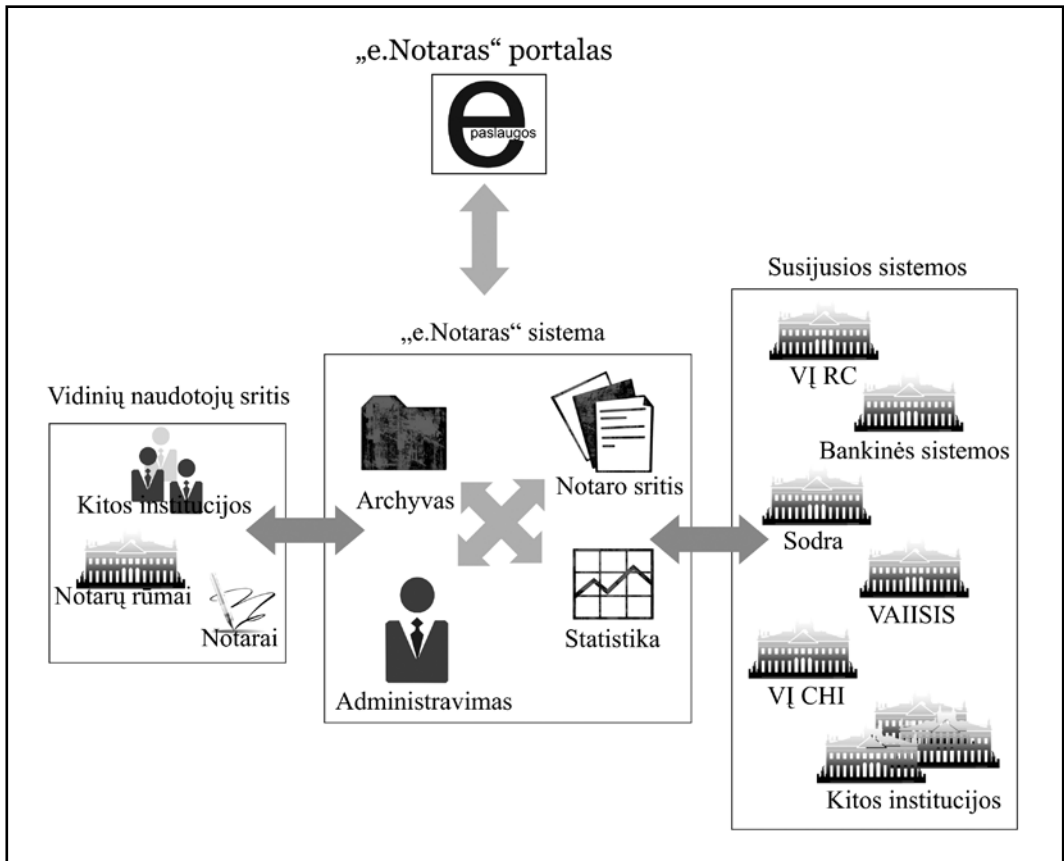 „e.Notaras“ portalas
e
paslaugos
„e.Notaras“ sistema
Archyvas
Notaro sritis
Administravimas
Statistika
Vidinių naudotojų sritis
Kitos institucijos
Notarų rūmai
Notarai
Susijusios sistemos
VĮ RC
Bankinės sistemos
Sodra
VAIISIS
VĮ CHI
Kitos institucijos